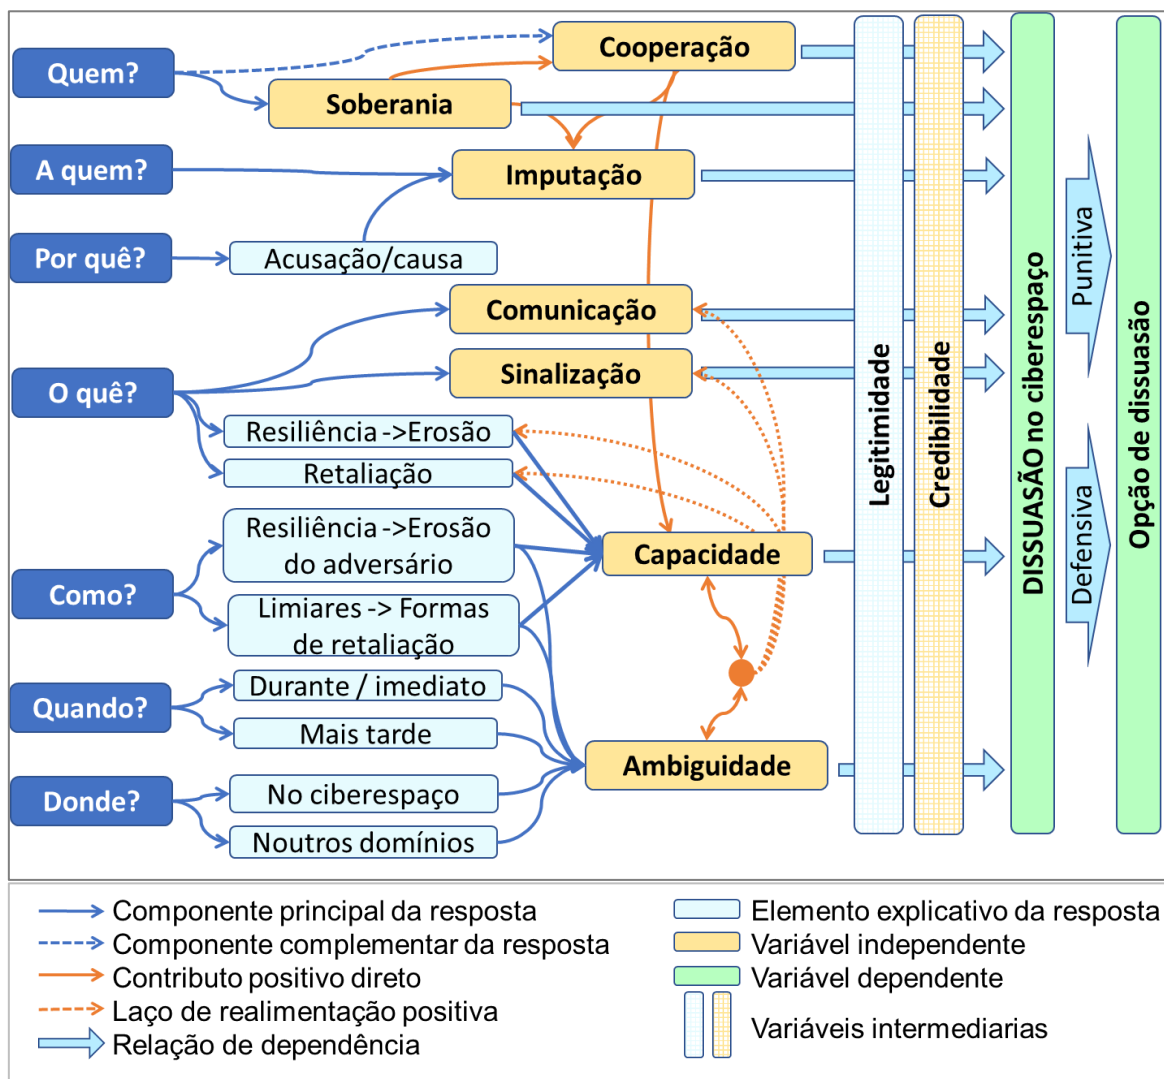 Quem?
Cooperação
Soberania
A quem?
Imputação
Por quê?
Acusação/causa
Comunicação
O quê?
Sinalização
Resiliência ->Erosão
Retaliação
Como?
Resiliência ->Erosão
do adversário
Capacidade
Limiares -> Formas
de retaliação
Quando?
Durante / imediato
Mais tarde
Ambiguidade
Donde?
No ciberespaço
Noutros domínios
Legitimidade
Credibilidade
DISSUASÃO no ciberespaço
Punitiva
Defensiva
Opção de dissuasão
Componente principal da resposta
Componente complementar da resposta
Contributo positivo direto
Laço de realimentação positiva
Relação de dependência
Elemento explicativo da resposta
Variável independente
Variável dependente
Variáveis intermediarias